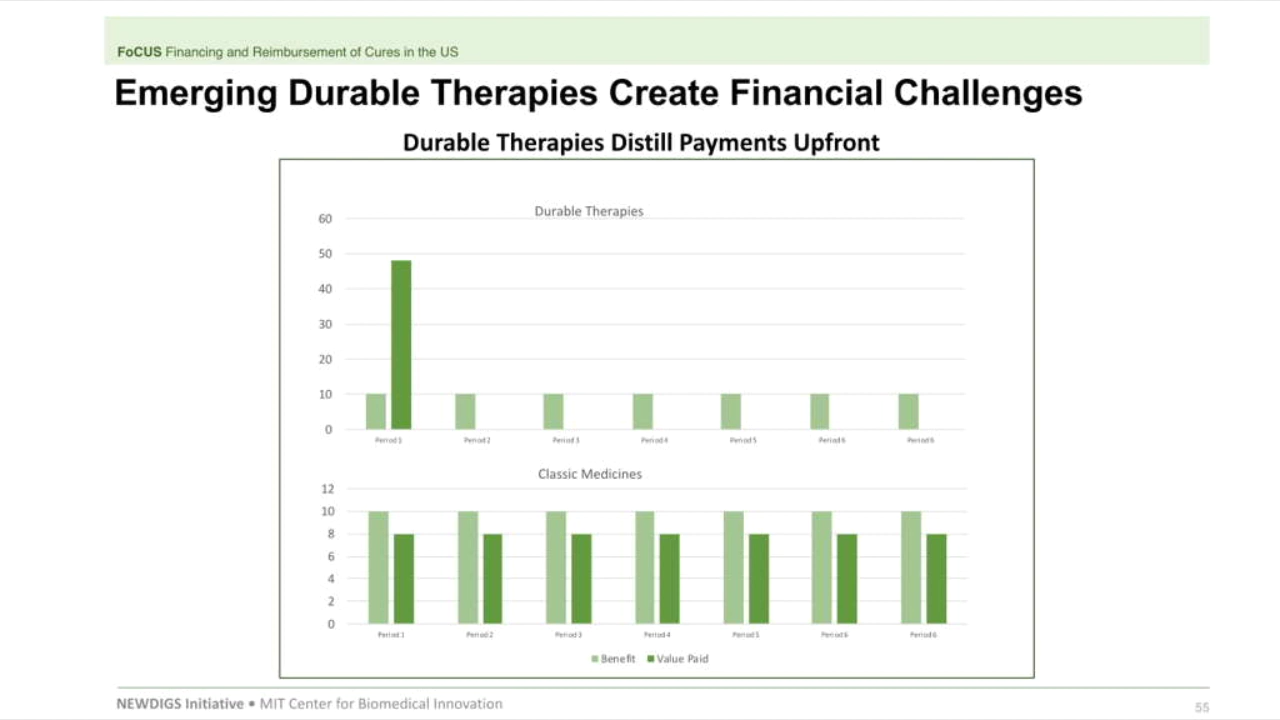 FoCUS Financing and Reimbursement of Cures in the US
Emerging Durable Therapies Create Financial Challenges
Durable Therapies Distill Payments Upfront
Durable Therapies
60
50
40
30
20
10
0
Period 1 Period 2 Period 3 Period 4 Period 5 Period 6 Period 6
Classic Medicines
12
10
8
6
4
2
0
Period 1 Period 2 Period 3 Period 4 Period 5 Period 6 Period 6
Benefit Value Paid
NEWDIGS Initiative • MIT Center for Biomedical Innovation
55